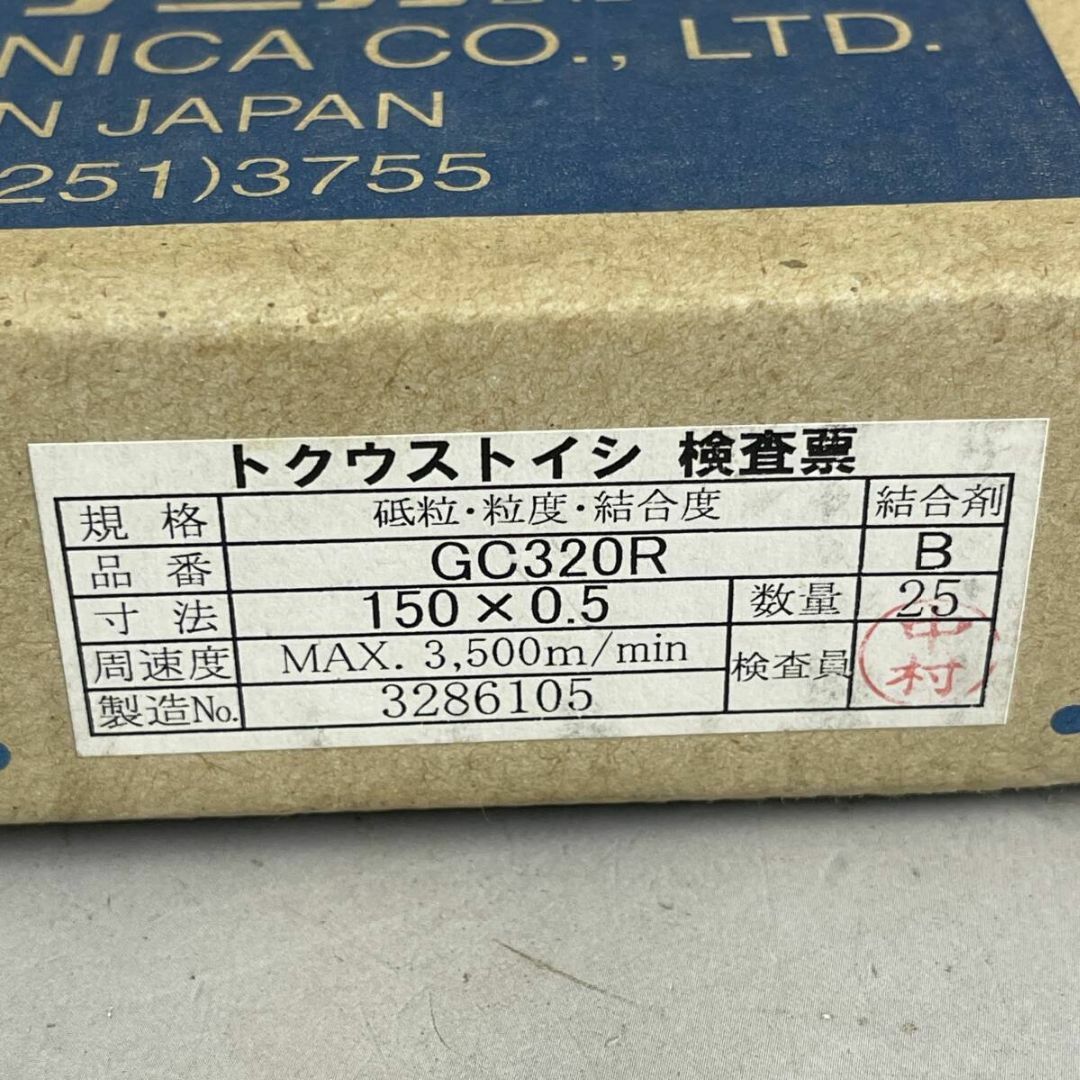 NICA CO., LTD.
N JAPAN
251)3755
トクウストイシ 検査票
規格 砥粒・粒度・結合度 結合剤
品番 GC320R B
寸法 150×0.5 数量 25
周速度 MAX. 3,500m/min 検査員 中村
製造No. 3286105